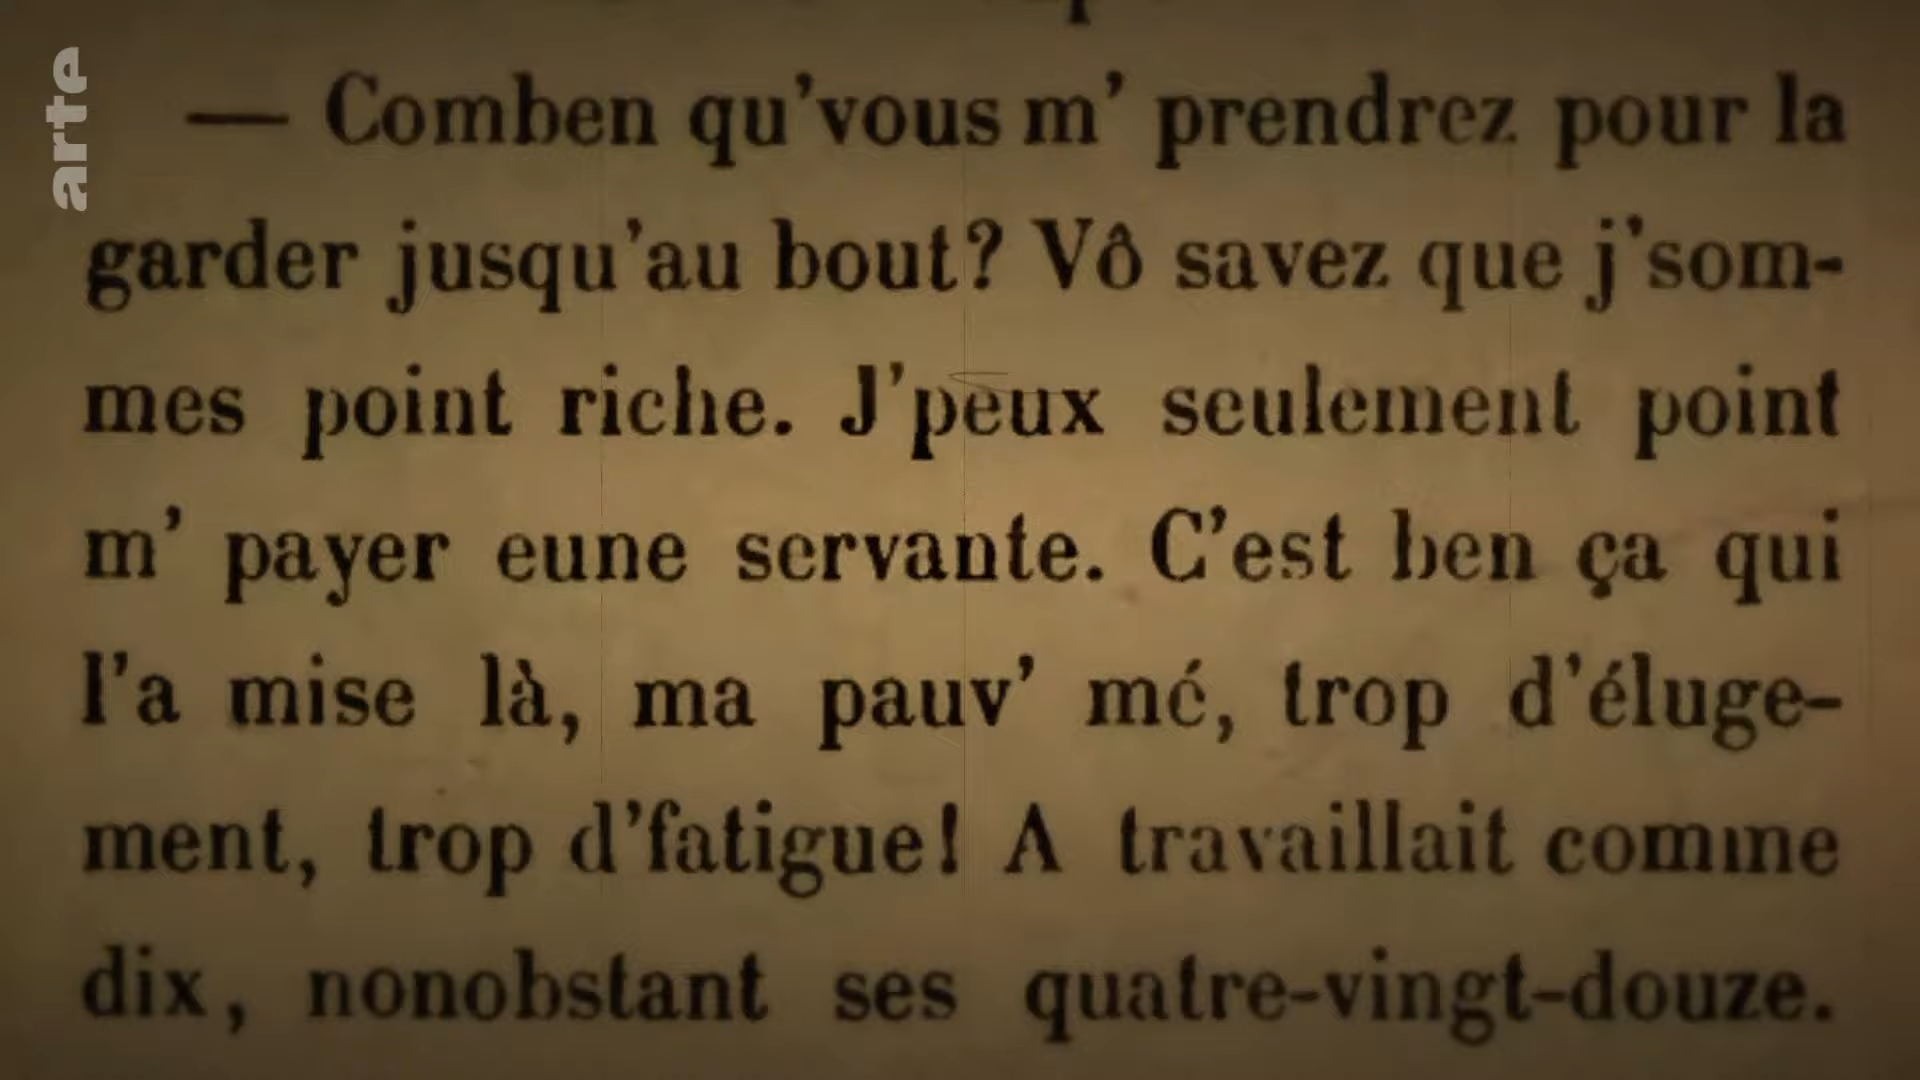 arte
— Comben qu'vous m' prendrez pour la
garder jusqu'au bout? Vô savez que j'som-
mes point riche. J'peux seulement point
m' payer eune servante. C'est ben ça qui
l'a mise là, ma pauv' mé, trop d'éluge-
ment, trop d'fatigue! A travaillait comme
dix, nonobstant ses quatre-vingt-douze.